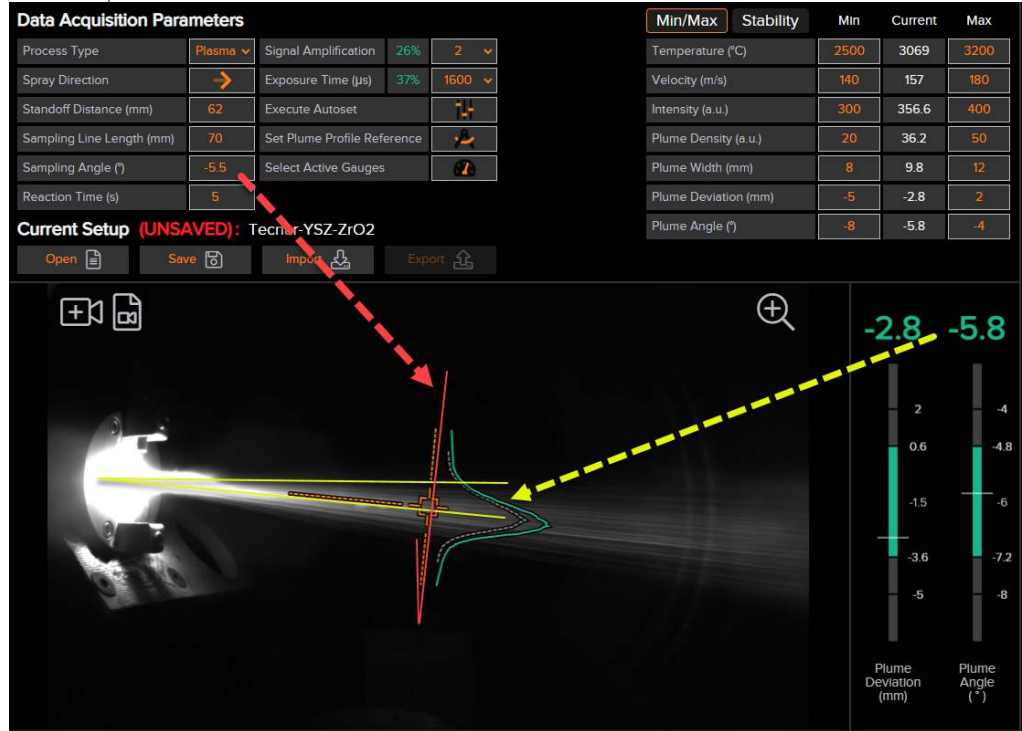 Data Acquisition Parameters
Process Type Plasma Signal Amplification 26% 2
Spray Direction Exposure Time (µs) 37% 1600
Standoff Distance (mm) 62 Execute Autoset
Sampling Line Length (mm) 70 Set Plume Profile Reference
Sampling Angle (°) -5.5 Select Active Gauges
Reaction Time (s) 5
Current Setup (UNSAVED): Tecnar-YSZ-ZrO2
Open Save Import Export
Min/Max Stability Min Current Max
Temperature (°C) 2500 3069 3200
Velocity (m/s) 140 157 180
Intensity (a.u.) 300 356.6 400
Plume Density (a.u.) 20 36.2 50
Plume Width (mm) 8 9.8 12
Plume Deviation (mm) -5 -2.8 2
Plume Angle (°) -8 -5.8 -4
-2.8 -5.8
2 -4
0.6 -4.8
-1.5 -6
-3.6 -7.2
-5 -8
Plume Plume
Deviation Angle
(mm) (°)